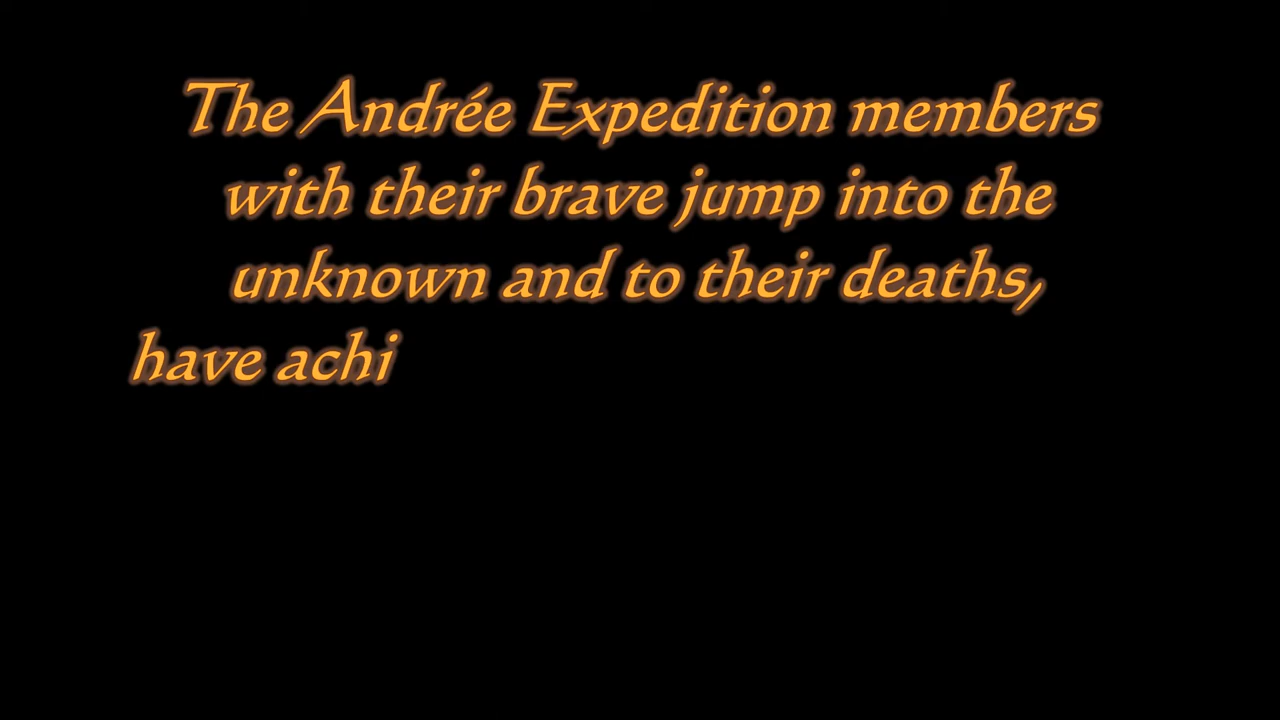 The Andrée Expedition members
with their brave jump into the
unknown and to their deaths,
have achi